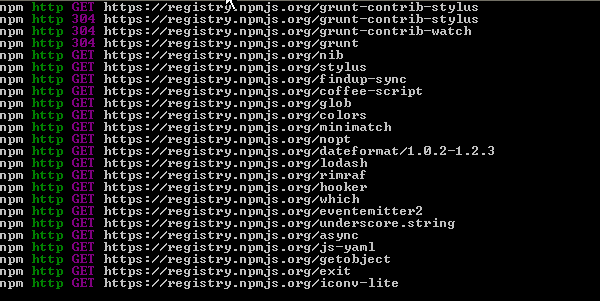 npm http GET https://registry.npmjs.org/grunt-contrib-stylus
npm http 304 https://registry.npmjs.org/grunt-contrib-stylus
npm http 304 https://registry.npmjs.org/grunt-contrib-watch
npm http 304 https://registry.npmjs.org/grunt
npm http GET https://registry.npmjs.org/nib
npm http GET https://registry.npmjs.org/stylus
npm http GET https://registry.npmjs.org/findup-sync
npm http GET https://registry.npmjs.org/coffee-script
npm http GET https://registry.npmjs.org/glob
npm http GET https://registry.npmjs.org/colors
npm http GET https://registry.npmjs.org/minimatch
npm http GET https://registry.npmjs.org/nopt
npm http GET https://registry.npmjs.org/dateformat/1.0.2-1.2.3
npm http GET https://registry.npmjs.org/lodash
npm http GET https://registry.npmjs.org/rimraf
npm http GET https://registry.npmjs.org/hooker
npm http GET https://registry.npmjs.org/which
npm http GET https://registry.npmjs.org/eventemitter2
npm http GET https://registry.npmjs.org/underscore.string
npm http GET https://registry.npmjs.org/async
npm http GET https://registry.npmjs.org/js-yaml
npm http GET https://registry.npmjs.org/getobject
npm http GET https://registry.npmjs.org/exit
npm http GET https://registry.npmjs.org/iconv-lite